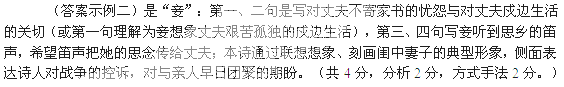 （答案示例二）是“妾”：第一、二句是写对丈夫不寄家书的忧怨与对丈夫戍边生活
的关切（或第一句理解为妾想象丈夫艰苦孤独的戍边生活），第三、四句写妾听到思乡的笛
声，希望笛声把她的思念传给丈夫；本诗通过联想想象、刻画闺中妻子的典型形象，侧面表
达诗人对战争的控诉，对与亲人早日团聚的期盼。（共 4 分，分析 2 分，方式手法 2 分。）